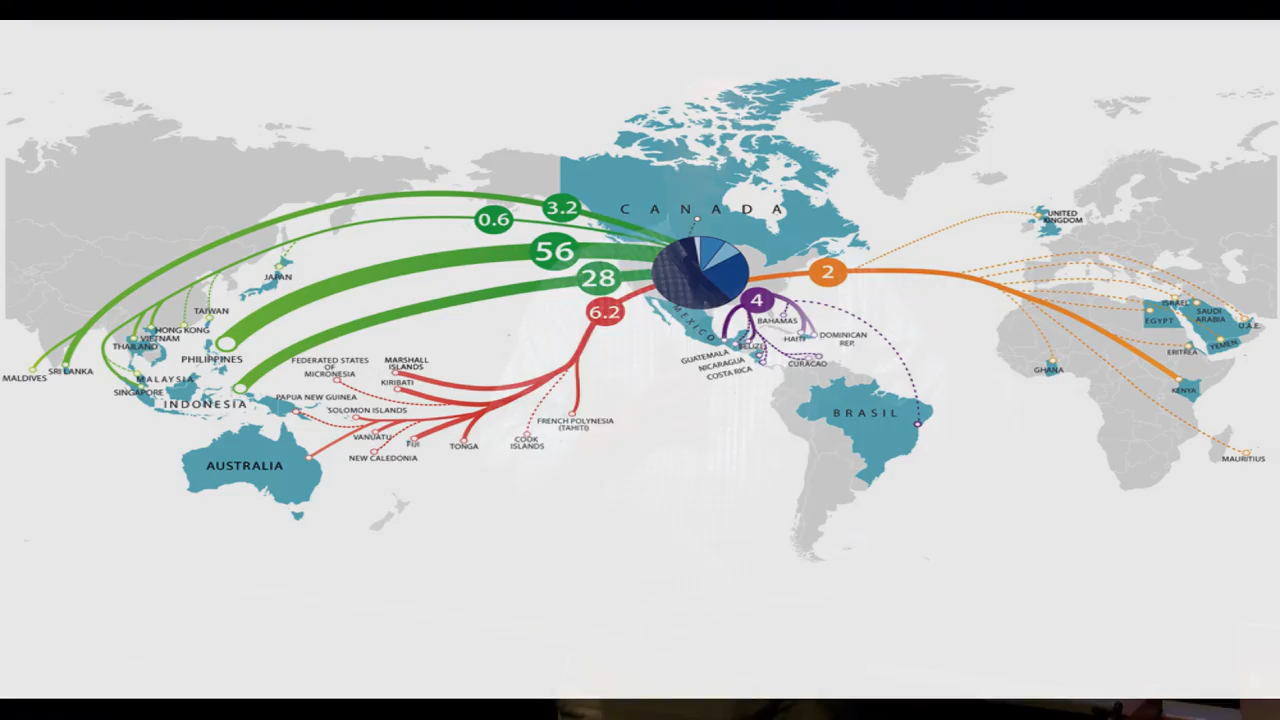 C A N A D A
3.2
0.6
56
28
6.2
4
2
MEXICO
UNITED
KINGDOM
JAPAN
TAIWAN
HONG KONG
VIETNAM
THAILAND
PHILIPPINES
MALDIVES
SRI LANKA
MALAYSIA
SINGAPORE
INDONESIA
FEDERATED STATES
OF
MICRONESIA
MARSHALL
ISLANDS
KIRIBATI
PAPUA NEW GUINEA
SOLOMON ISLANDS
VANUATU
FIJI
NEW CALEDONIA
TONGA
COOK
ISLANDS
FRENCH POLYNESIA
(TAHITI)
AUSTRALIA
BAHAMAS
HAITI
DOMINICAN
REP.
BELIZE
GUATEMALA
NICARAGUA
COSTA RICA
CURACAO
B R A S I L
ISRAEL
EGYPT
SAUDI
ARABIA
U.A.E.
YEMEN
ERITREA
GHANA
KENYA
MAURITIUS